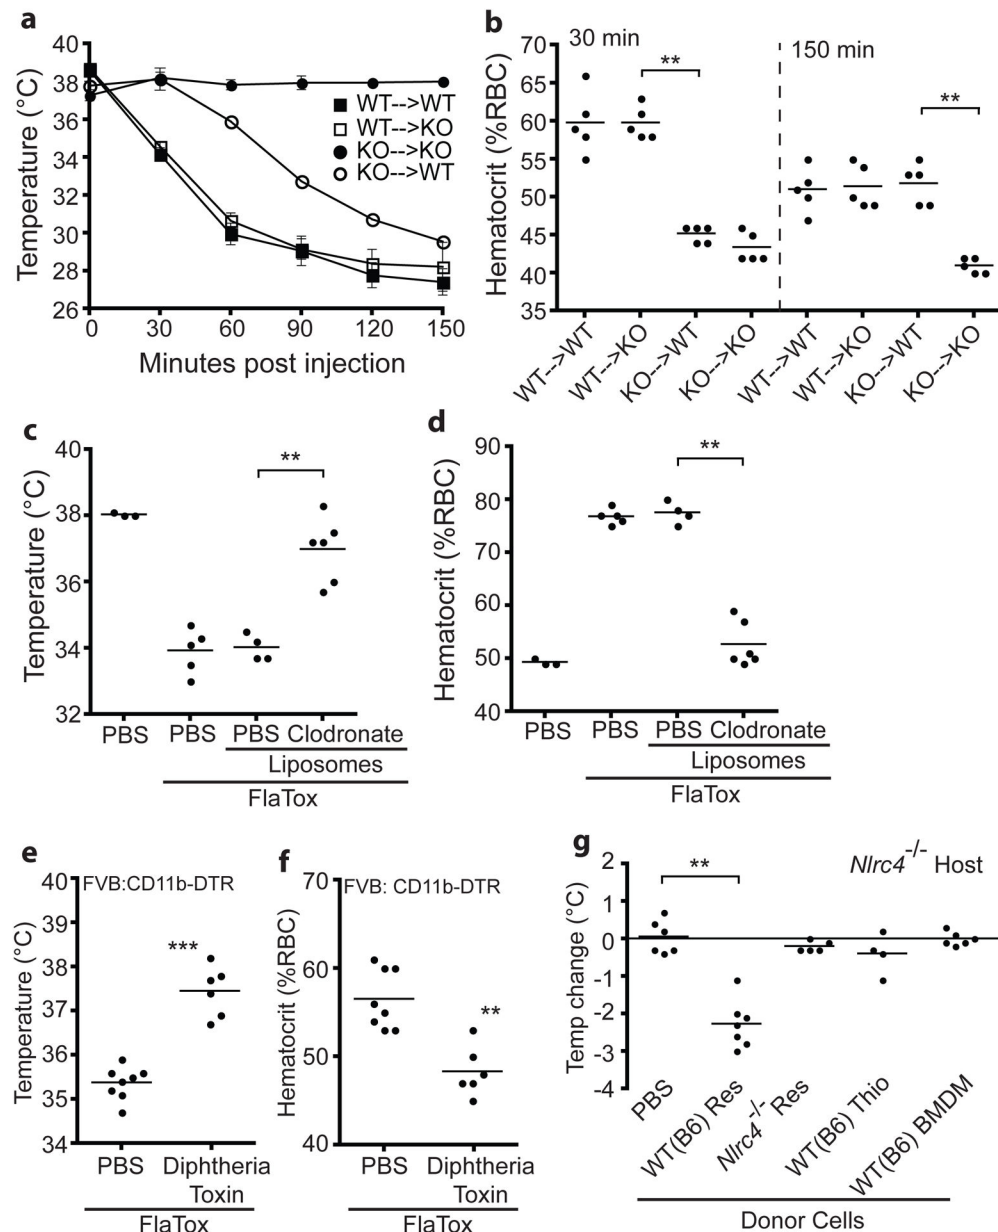 a
Temperature (°C)
40
38
36
34
32
30
28
26
0
30
60
90
120
150
Minutes post injection
WT-->WT
WT-->KO
KO-->KO
KO-->WT
b
Hematocrit (%RBC)
70
65
60
55
50
45
40
35
30 min
150 min
**
**
WT-->WT
WT-->KO
KO-->WT
KO-->KO
WT-->WT
WT-->KO
KO-->WT
KO-->KO
c
Temperature (°C)
40
38
36
34
32
**
PBS
PBS
PBS Clodronate
Liposomes
FlaTox
d
Hematocrit (%RBC)
90
80
70
60
50
40
**
PBS
PBS
PBS Clodronate
Liposomes
FlaTox
e
Temperature (°C)
40
39
38
37
36
35
34
FVB:CD11b-DTR
***
PBS
Diphtheria
Toxin
FlaTox
f
Hematocrit (%RBC)
70
60
50
40
FVB: CD11b-DTR
**
PBS
Diphtheria
Toxin
FlaTox
g
Temp change (°C)
2
1
0
-1
-2
-3
-4
**
Nlrc4-/- Host
PBS
WT(B6) Res
Nlrc4-/- Res
WT(B6) Thio
WT(B6) BMDM
Donor Cells